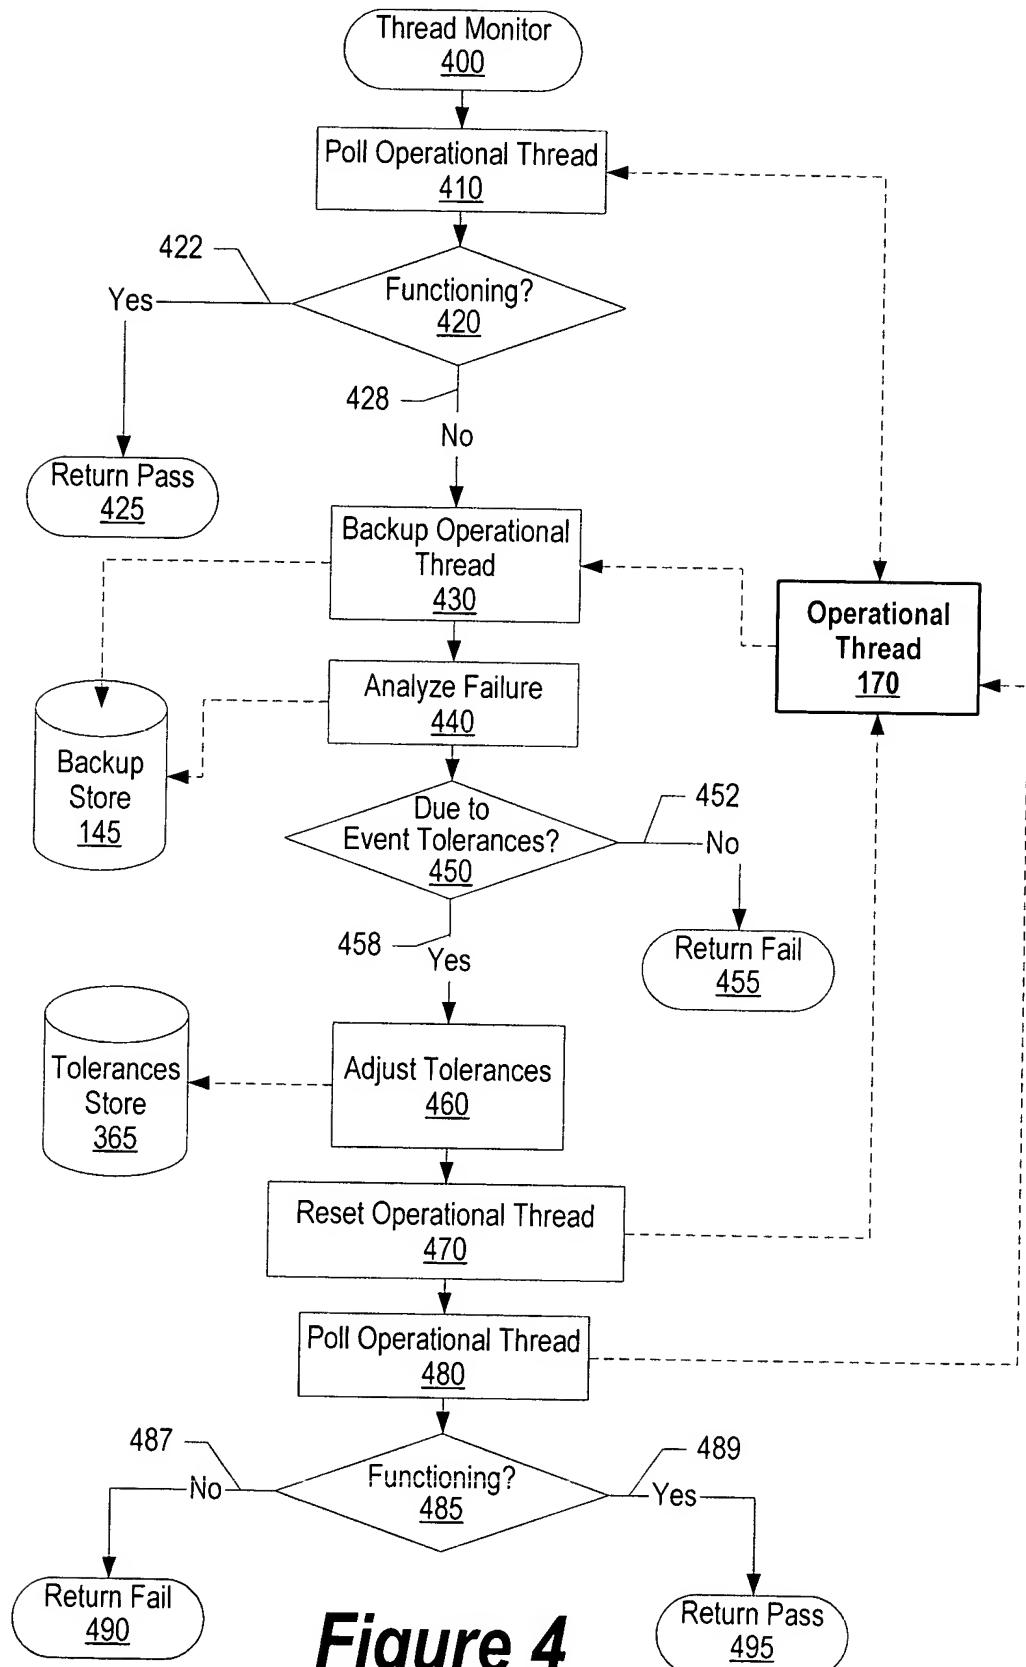 Thread Monitor
400
Poll Operational Thread
410
422
Functioning?
420
Yes
428
No
Return Pass
425
Backup Operational
Thread
430
Operational
Thread
170
Analyze Failure
440
Backup
Store
145
Due to
Event Tolerances?
450
452
No
458
Yes
Return Fail
455
Tolerances
Store
365
Adjust Tolerances
460
Reset Operational Thread
470
Poll Operational Thread
480
487
489
Functioning?
485
No
Yes
Return Fail
490
Return Pass
495
Figure 4